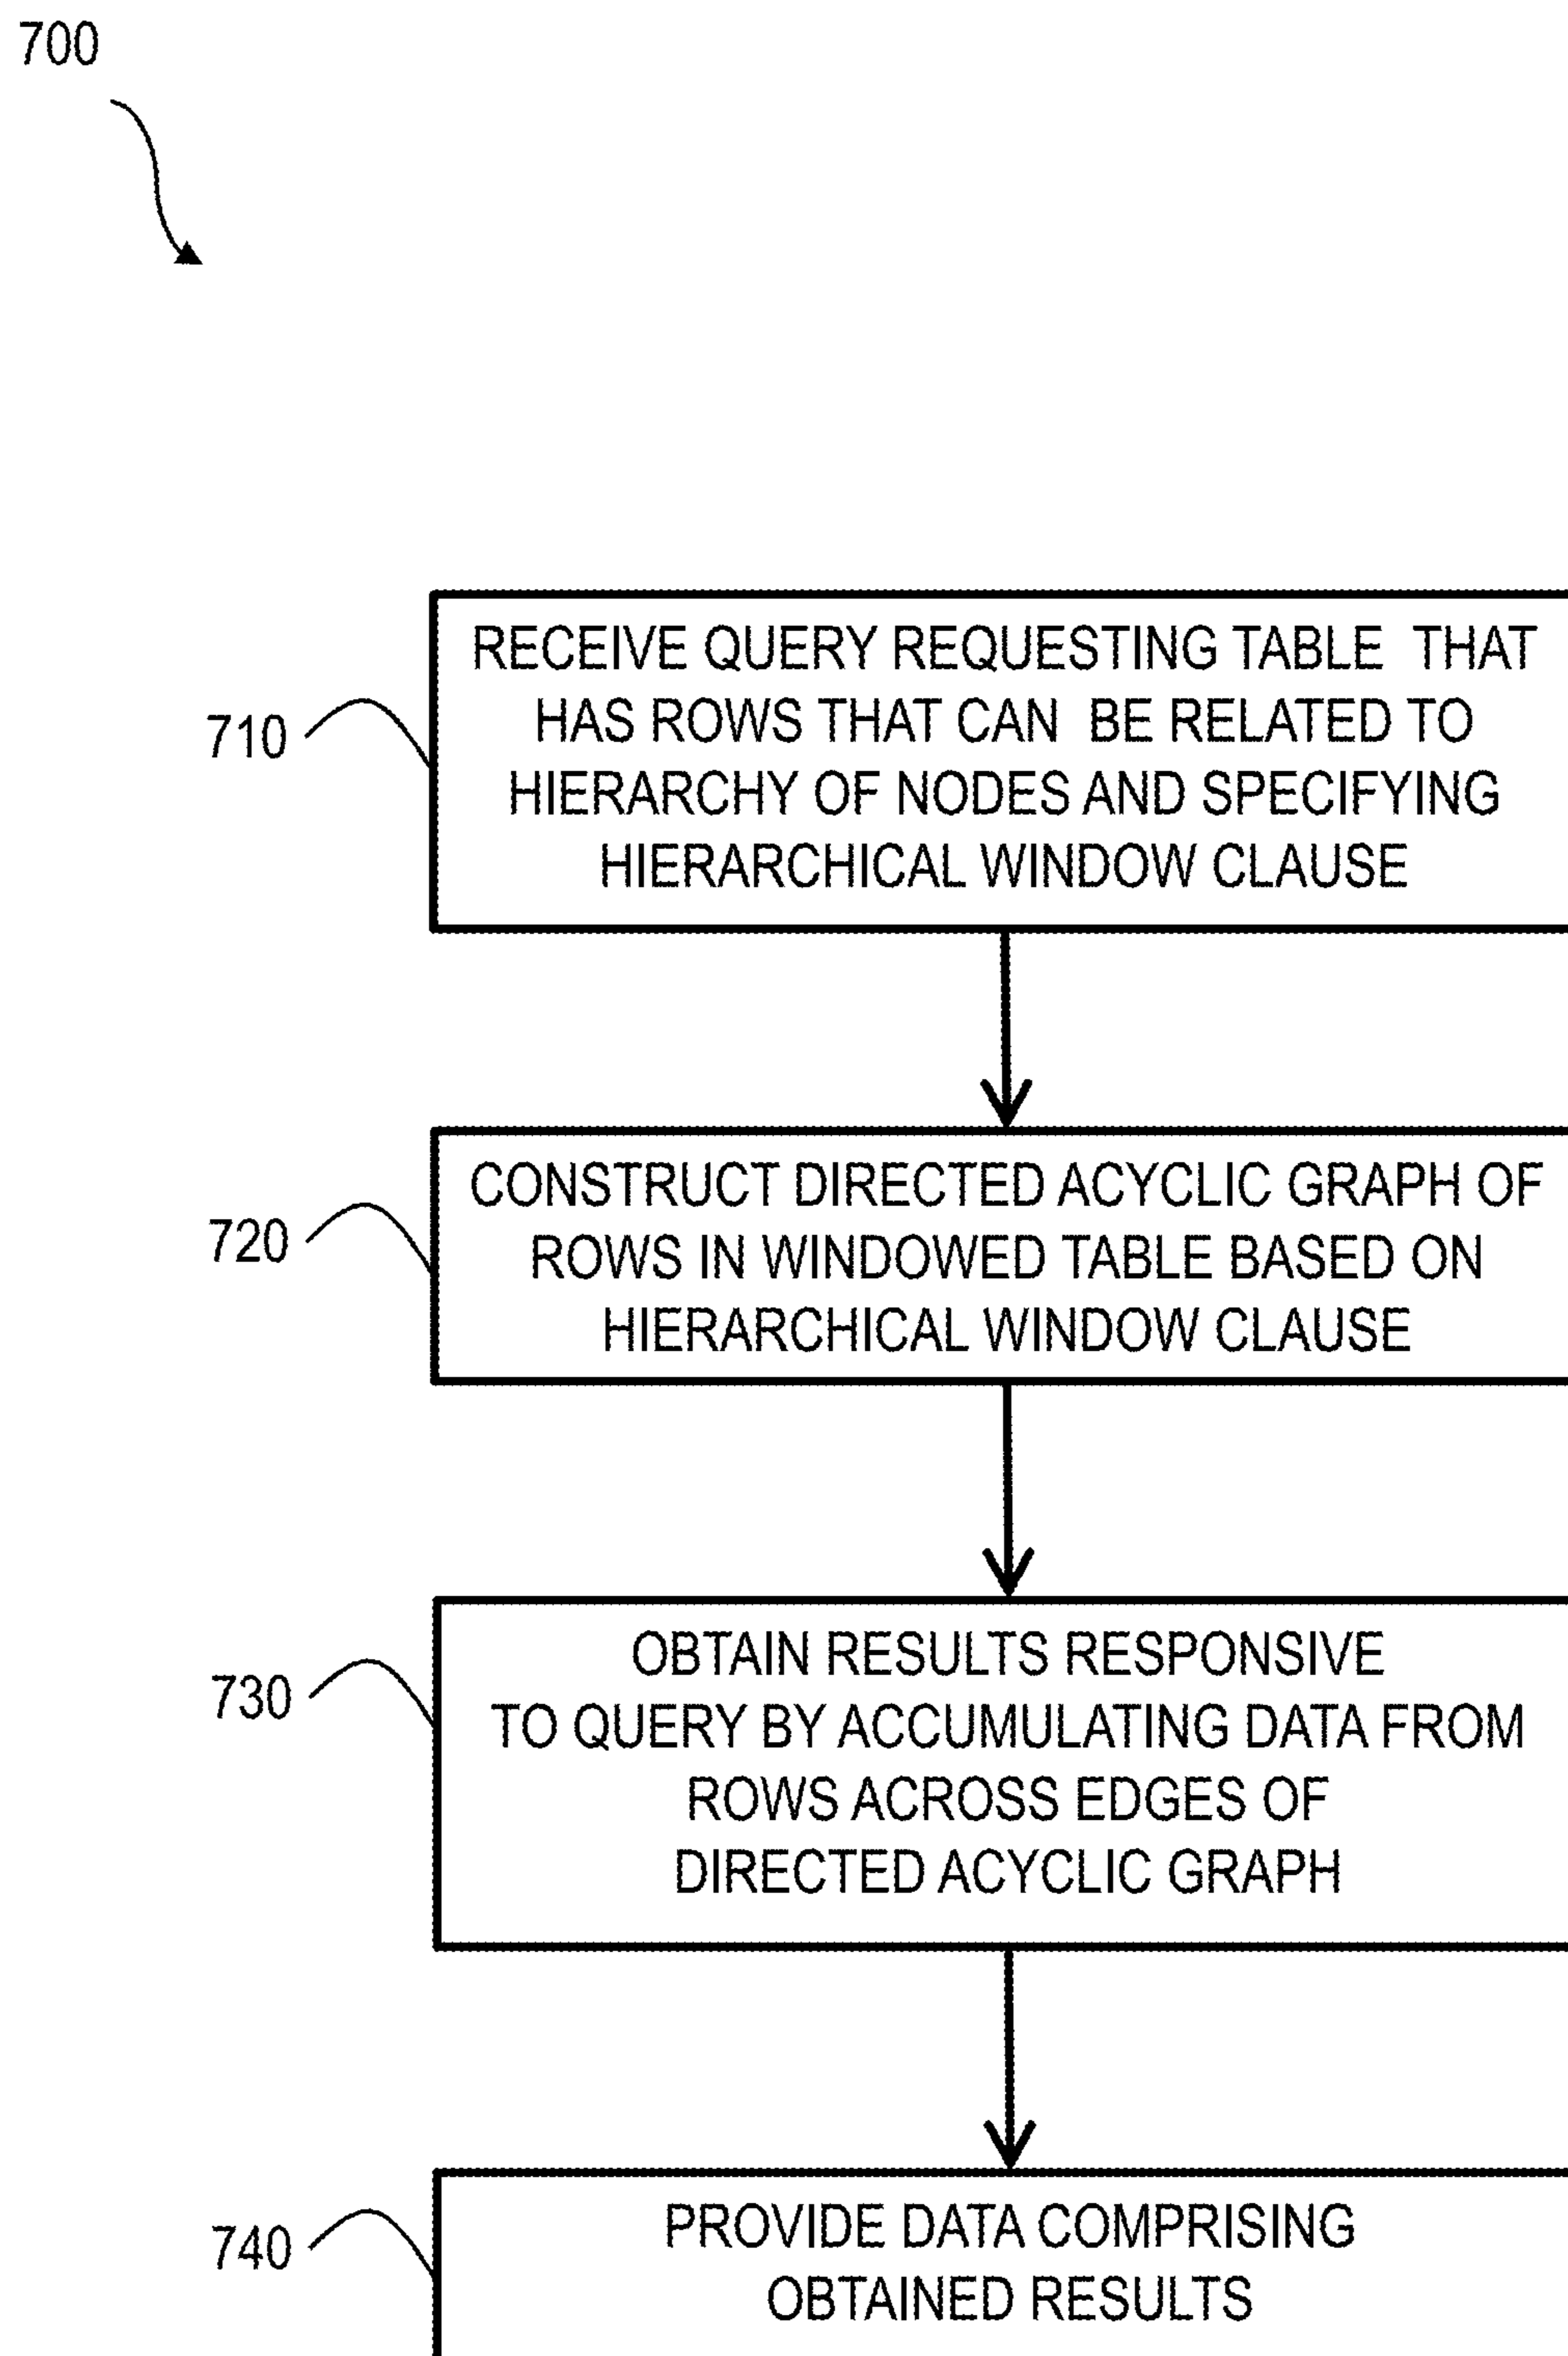 700
710
RECEIVE QUERY REQUESTING TABLE THAT
HAS ROWS THAT CAN BE RELATED TO
HIERARCHY OF NODES AND SPECIFYING
HIERARCHICAL WINDOW CLAUSE
720
CONSTRUCT DIRECTED ACYCLIC GRAPH OF
ROWS IN WINDOWED TABLE BASED ON
HIERARCHICAL WINDOW CLAUSE
730
OBTAIN RESULTS RESPONSIVE
TO QUERY BY ACCUMULATING DATA FROM
ROWS ACROSS EDGES OF
DIRECTED ACYCLIC GRAPH
740
PROVIDE DATA COMPRISING
OBTAINED RESULTS